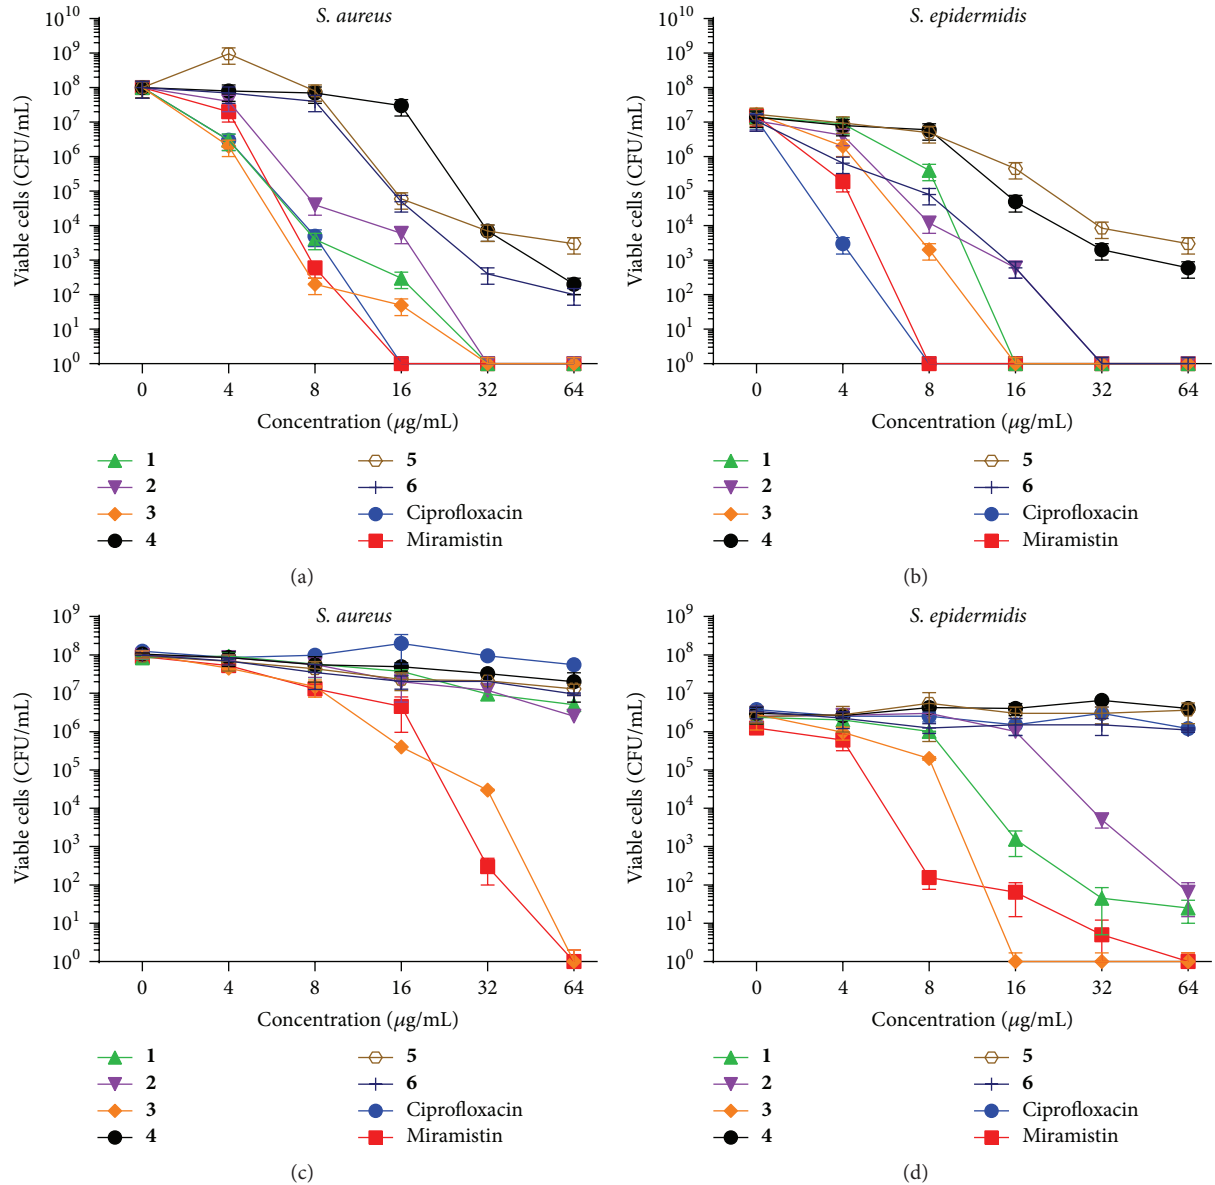 S. aureus
10^10
10^9
10^8
10^7
10^6
10^5
10^4
10^3
10^2
10^1
10^0
Viable cells (CFU/mL)
0 4 8 16 32 64
Concentration (μg/mL)
1 5
2 6
3 Ciprofloxacin
4 Miramistin
(a)
S. epidermidis
10^10
10^9
10^8
10^7
10^6
10^5
10^4
10^3
10^2
10^1
10^0
Viable cells (CFU/mL)
0 4 8 16 32 64
Concentration (μg/mL)
1 5
2 6
3 Ciprofloxacin
4 Miramistin
(b)
S. aureus
10^9
10^8
10^7
10^6
10^5
10^4
10^3
10^2
10^1
10^0
Viable cells (CFU/mL)
0 4 8 16 32 64
Concentration (μg/mL)
1 5
2 6
3 Ciprofloxacin
4 Miramistin
(c)
S. epidermidis
10^9
10^8
10^7
10^6
10^5
10^4
10^3
10^2
10^1
10^0
Viable cells (CFU/mL)
0 4 8 16 32 64
Concentration (μg/mL)
1 5
2 6
3 Ciprofloxacin
4 Miramistin
(d)